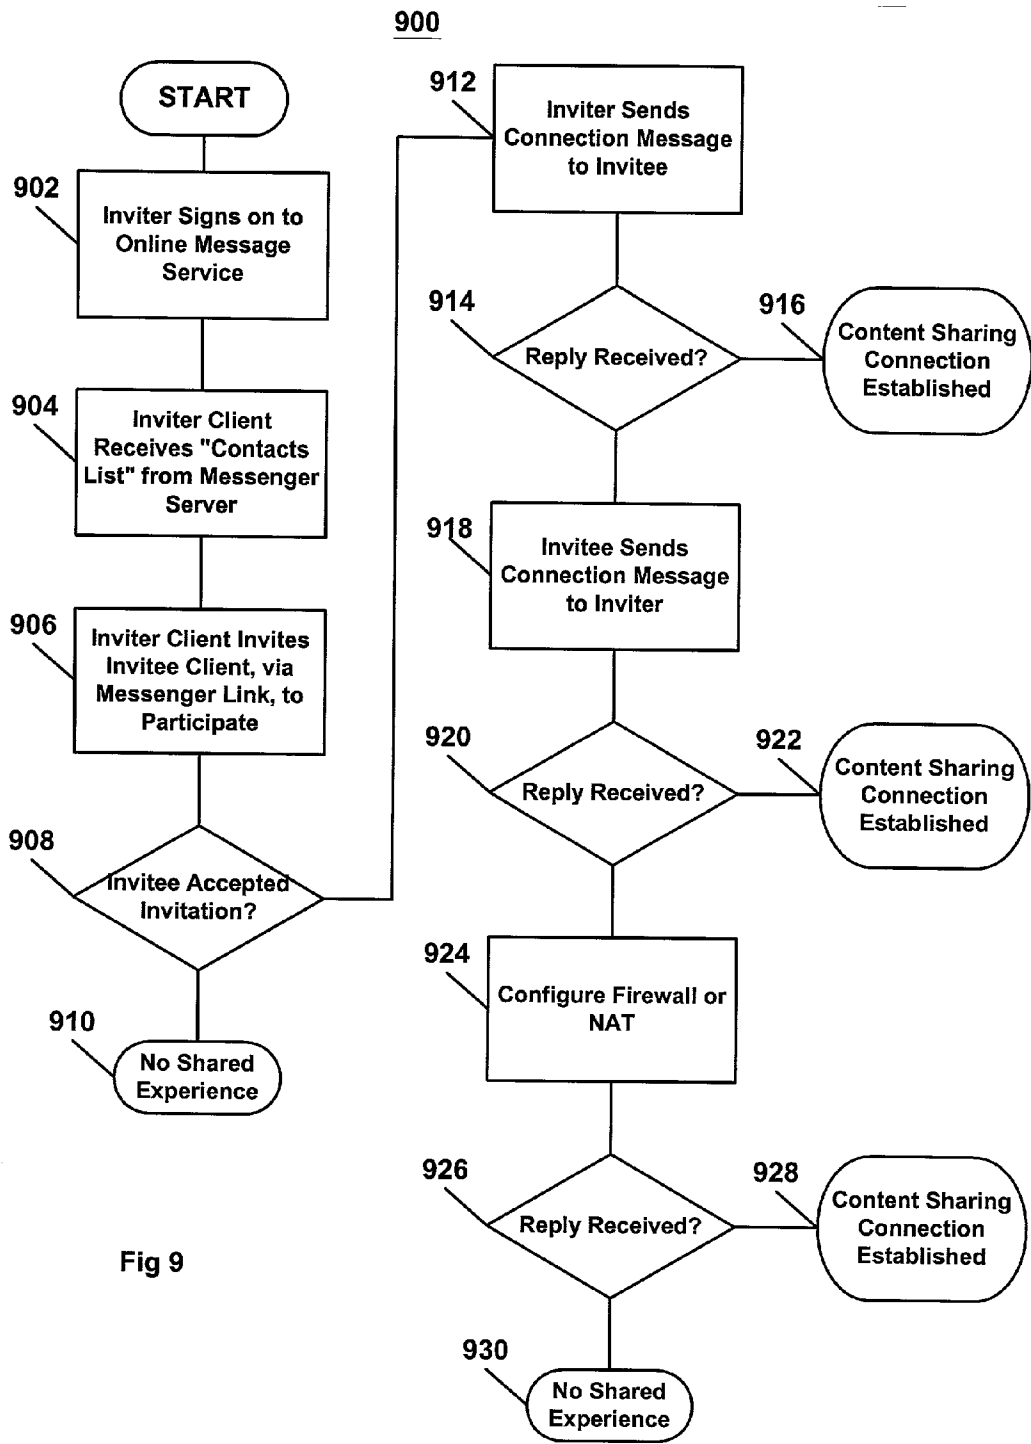 900
START
902
Inviter Signs on to
Online Message
Service
904
Inviter Client
Receives "Contacts
List" from Messenger
Server
906
Inviter Client Invites
Invitee Client, via
Messenger Link, to
Participate
908
Invitee Accepted
Invitation?
910
No Shared
Experience
912
Inviter Sends
Connection Message
to Invitee
914
Reply Received?
916
Content Sharing
Connection
Established
918
Invitee Sends
Connection Message
to Inviter
920
Reply Received?
922
Content Sharing
Connection
Established
924
Configure Firewall or
NAT
926
Reply Received?
928
Content Sharing
Connection
Established
930
No Shared
Experience
Fig 9